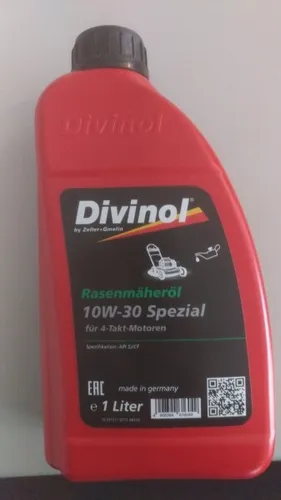 Divinol
Divinol®
by Zeller+Gmelin
Rasenmäheröl
10W-30 Spezial
für 4-Takt-Motoren
EAC
made in germany
e 1 Liter